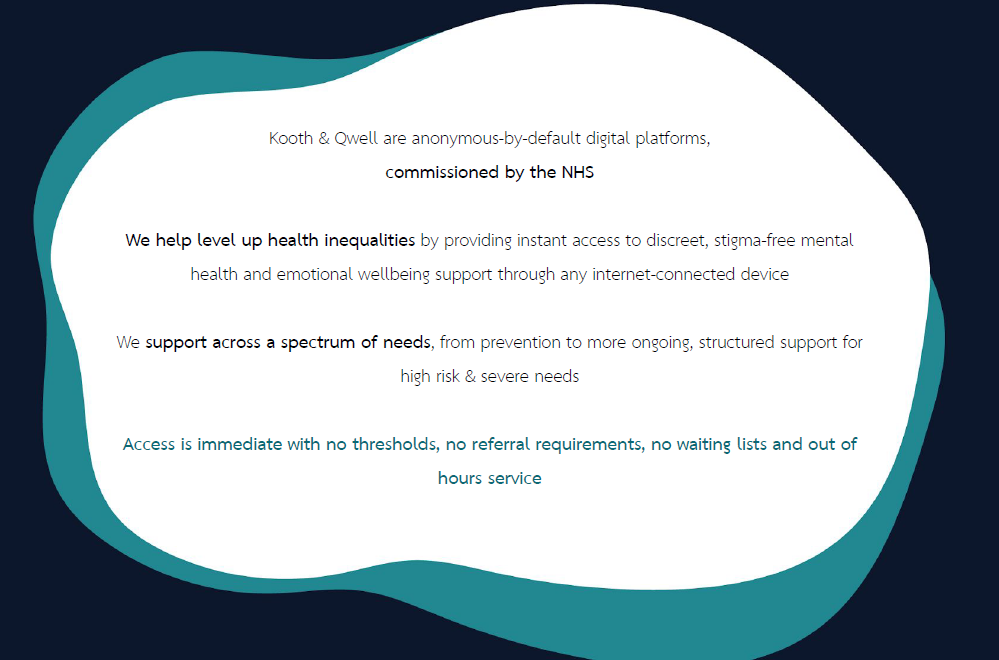 Kooth & Qwell are anonymous-by-default digital platforms,
commissioned by the NHS
We help level up health inequalities by providing instant access to discreet, stigma-free mental
health and emotional wellbeing support through any internet-connected device
We support across a spectrum of needs, from prevention to more ongoing, structured support for
high risk & severe needs
Access is immediate with no thresholds, no referral requirements, no waiting lists and out of
hours service